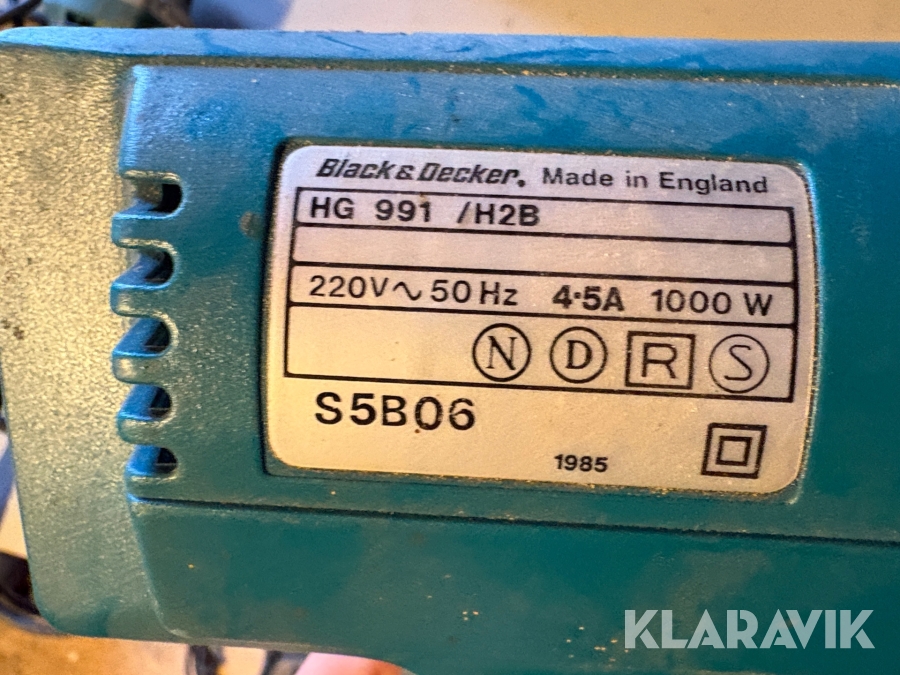 Black & Decker. Made in England
HG 991 /H2B
220V~ 50 Hz 4·5A 1000 W
N D R S
S5B06
1985
KLARAVIK